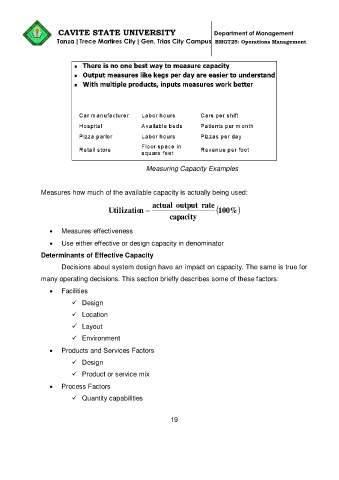 CAVITE STATE UNIVERSITY
Department of Management
Tanza | Trece Martires City | Gen. Trias City Campus BMGT25: Operations Management
• There is no one best way to measure capacity
• Output measures like kegs per day are easier to understand
• With multiple products, inputs measures work better
Car manufacturer Labor hours Cars per shift
Hospital Available beds Patients per month
Pizza parlor Labor hours Pizzas per day
Retail store Floor space in square feet Revenue per foot
Measuring Capacity Examples
Measures how much of the available capacity is actually being used:
Utilization = actual output rate / capacity (100%)
• Measures effectiveness
• Use either effective or design capacity in denominator
Determinants of Effective Capacity
Decisions about system design have an impact on capacity. The same is true for
many operating decisions. This section briefly describes some of these factors:
• Facilities
✓ Design
✓ Location
✓ Layout
✓ Environment
• Products and Services Factors
✓ Design
✓ Product or service mix
• Process Factors
✓ Quantity capabilities
19